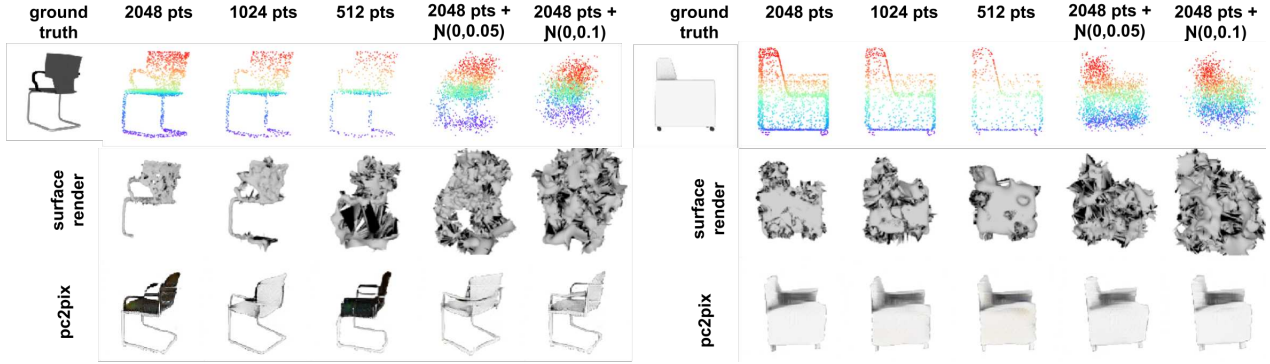 ground truth 2048 pts 1024 pts 512 pts 2048 pts + Ɲ(0,0.05) 2048 pts + Ɲ(0,0.1) ground truth 2048 pts 1024 pts 512 pts 2048 pts + Ɲ(0,0.05) 2048 pts + Ɲ(0,0.1)
surface render surface render
pc2pix pc2pix